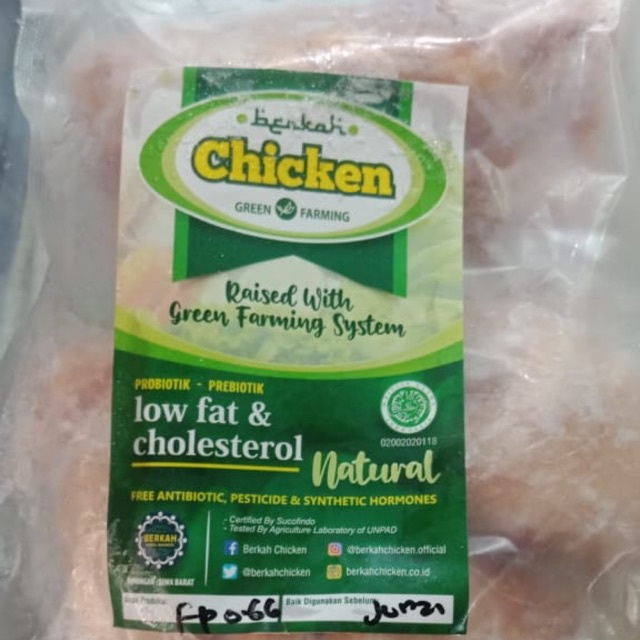 berkah
Chicken
GREEN FARMING
Raised With
Green Farming System
PROBIOTIK - PREBIOTIK
low fat &
cholesterol
02002020118
Natural
FREE ANTIBIOTIC, PESTICIDE & SYNTHETIC HORMONES
- Certified By Sucofindo
- Tested By Agriculture Laboratory of UNPAD
BERKAH
Berkah Chicken
@berkahchicken.official
@berkahchicken
berkahchicken.co.id
JAWA BARAT
Baik Digunakan Sebelum